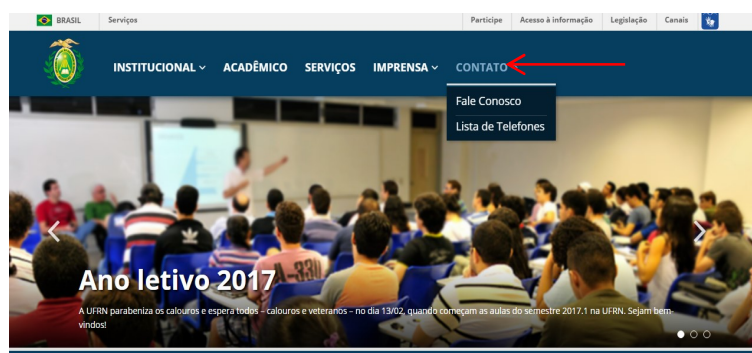 BRASIL Serviços Participe Acesso à informação Legislação Canais
INSTITUCIONAL ACADÊMICO SERVIÇOS IMPRENSA CONTATO
Fale Conosco
Lista de Telefones
Ano letivo 2017
A UFRN parabeniza os calouros e espera todos – calouros e veteranos – no dia 13/02, quando começam as aulas do semestre 2017.1 na UFRN. Sejam bem-
vindos!